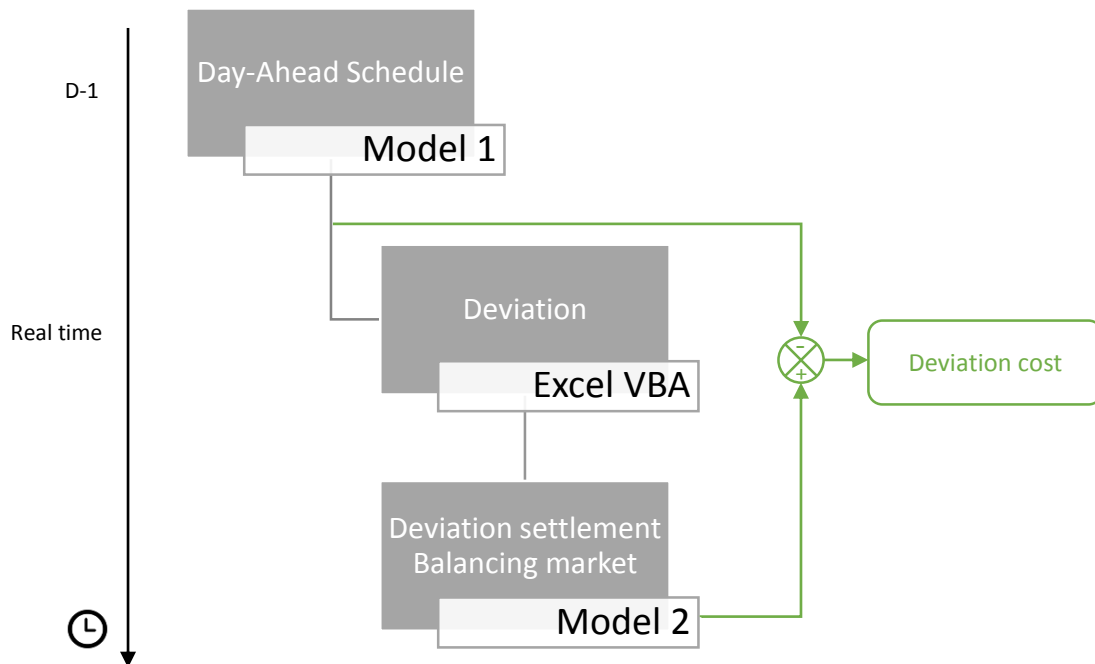 Day-Ahead Schedule
D-1
Model 1
Deviation
Real time
-
+
Deviation cost
Excel VBA
Deviation settlement
Balancing market
Model 2